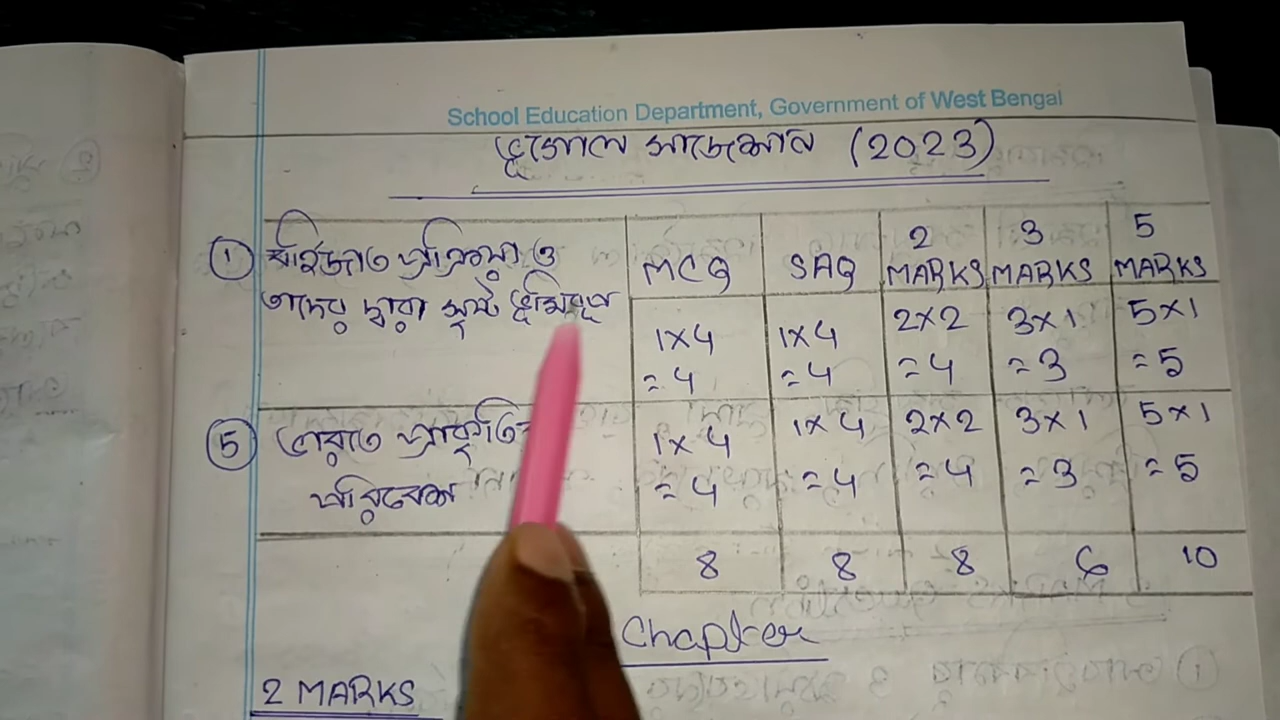 School Education Department, Government of West Bengal
ভূগোল সাজেশান (2023)
① বহির্জাত প্রক্রিয়া ও
তাদের দ্বারা সৃষ্ট ভূমিরূপ
MCQ
SAQ
2 MARKS
3 MARKS
5 MARKS
1×4 = 4
1×4 = 4
2×2 = 4
3×1 = 3
5×1 = 5
⑤ ভারতে প্রাকৃতিক
পরিবেশ
1×4 = 4
1×4 = 4
2×2 = 4
3×1 = 3
5×1 = 5
8 8 8 6 10
Chapter
2 MARKS